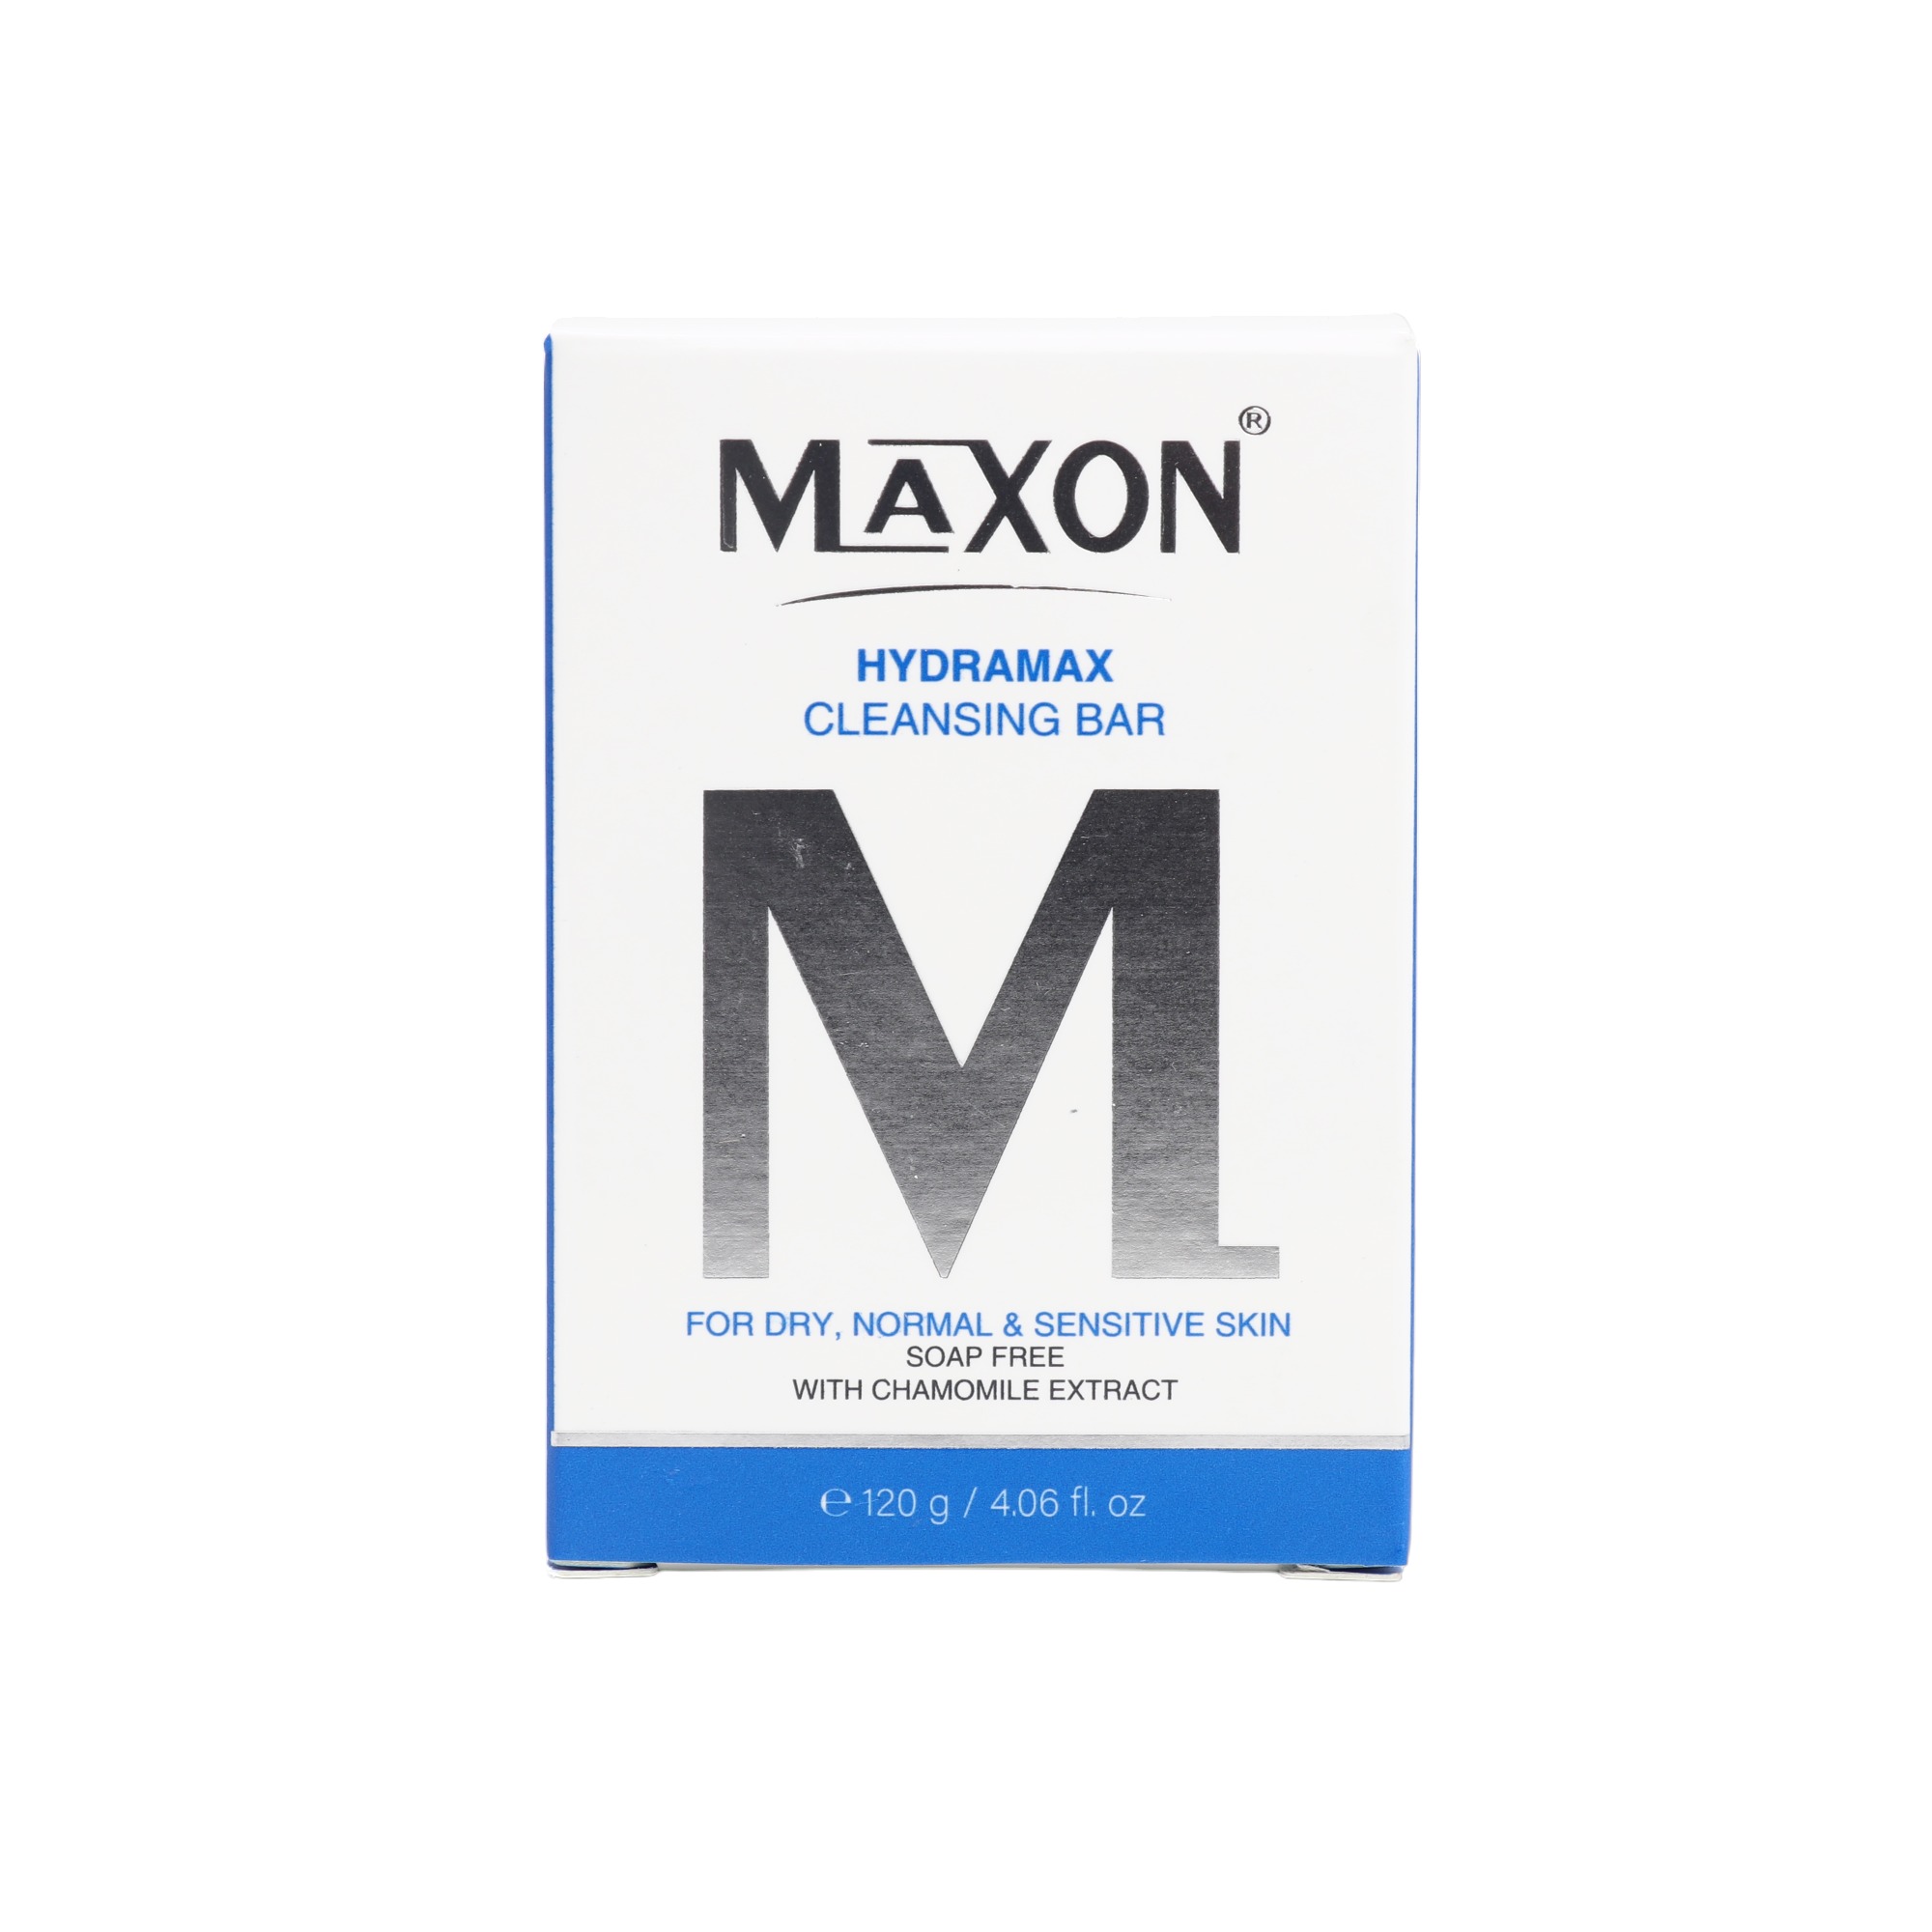 MAXON®
HYDRAMAX
CLEANSING BAR
M
FOR DRY, NORMAL & SENSITIVE SKIN
SOAP FREE
WITH CHAMOMILE EXTRACT
℮ 120 g / 4.06 fl. oz